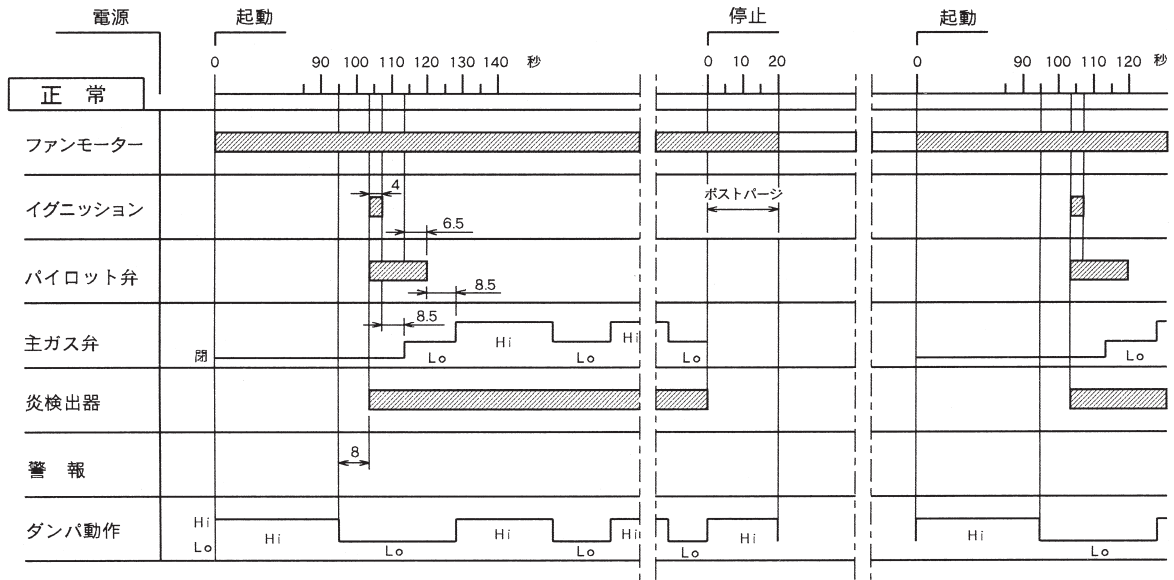 電源 起動 停止 起動
0 90 100 110 120 130 140 秒 0 10 20 0 90 100 110 120 秒
正常
ファンモーター
イグニッション 4 ポストパージ
6.5
パイロット弁
8.5
8.5
主ガス弁 閉 Lo Hi Lo Hi Lo Lo
炎検出器
警報 8
ダンパ動作 Hi Lo Hi Lo Hi Lo Hi Lo Hi Hi Lo